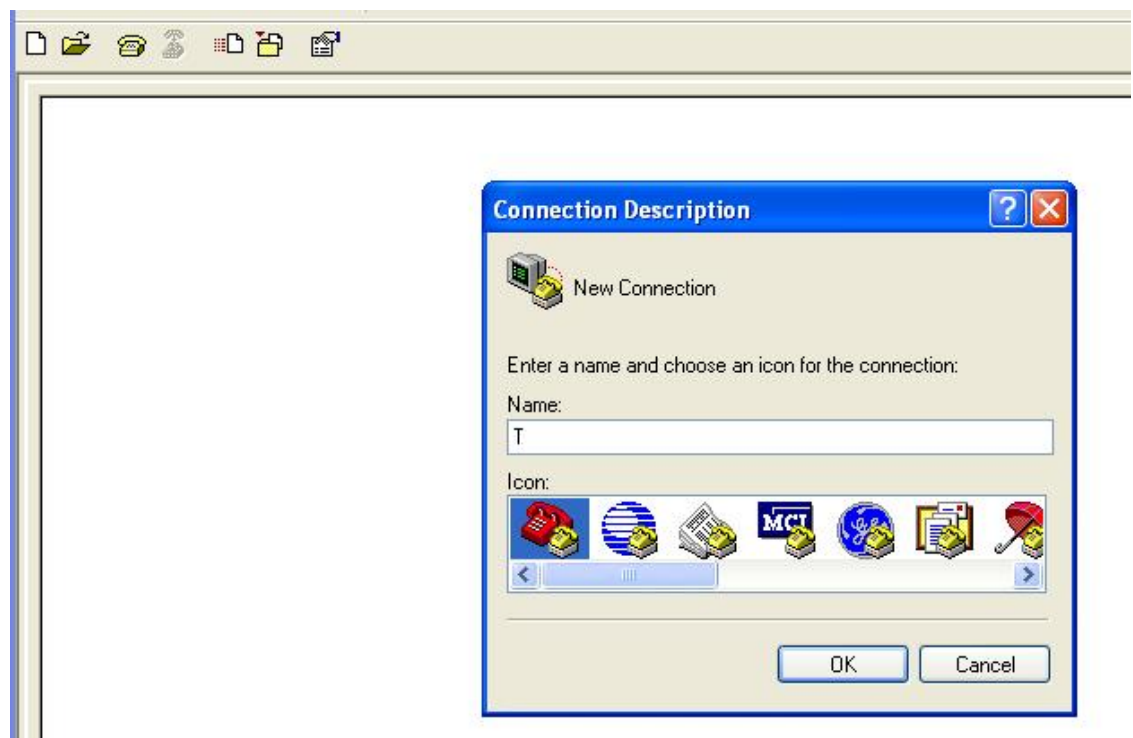 Connection Description
New Connection
Enter a name and choose an icon for the connection:
Name:
T
Icon:
MCI
OK
Cancel